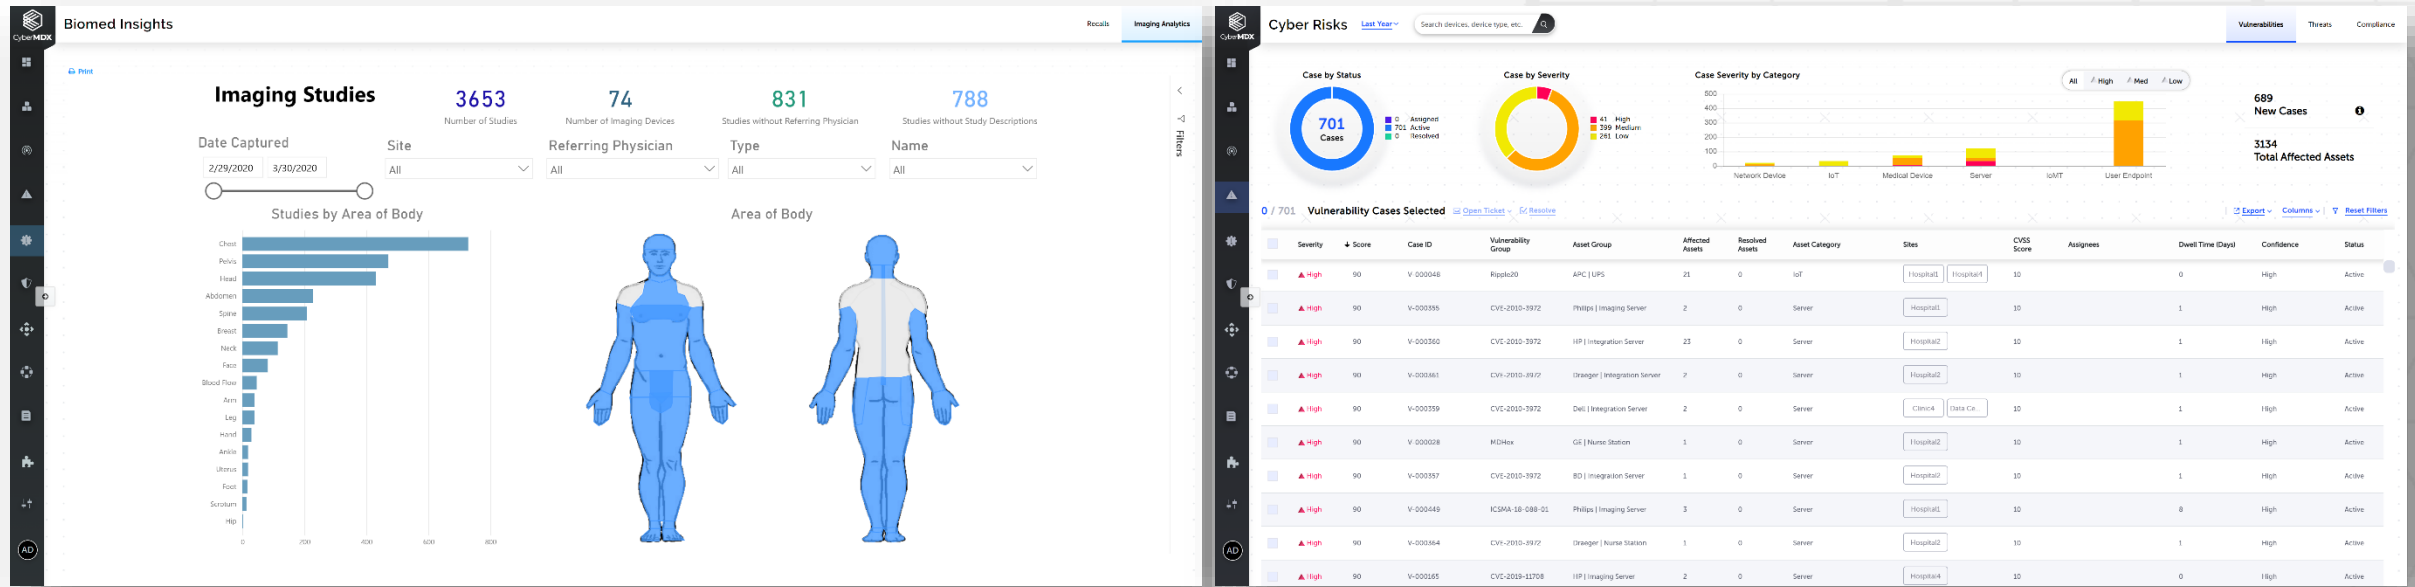 CyberMDX
Biomed Insights
Recalls
Imaging Analytics
Print
Imaging Studies
3653
Number of Studies
74
Number of Imaging Devices
831
Studies without Referring Physician
788
Studies without Study Descriptions
Filters
Date Captured
2/29/2020 3/30/2020
Site
All
Referring Physician
All
Type
All
Name
All
Studies by Area of Body
Chest
Pelvis
Head
Abdomen
Spine
Breast
Neck
Face
Blood Flow
Arm
Leg
Hand
Ankle
Uterus
Foot
Scrotum
Hip
0 200 400 600 800
Area of Body
AD
CyberMDX
Cyber Risks
Last Year
Search devices, device type, etc.
Vulnerabilities
Threats
Compliance
Case by Status
701
Cases
0 Assigned
701 Active
0 Resolved
Case by Severity
41 High
399 Medium
261 Low
Case Severity by Category
All High Med Low
500
400
300
200
100
0
Network Device IoT Medical Device Server IoMT User Endpoint
689
New Cases
3134
Total Affected Assets
0 / 701 Vulnerability Cases Selected Open Ticket Resolve
Export Columns Reset Filters
Severity Score Case ID Vulnerability Group Asset Group Affected Assets Resolved Assets Asset Category Sites CVSS Score Assignees Dwell Time (Days) Confidence Status
High 90 V-000048 Ripple20 APC | UPS 21 0 IoT Hospital1 Hospital4 10 0 High Active
High 90 V-000355 CVE-2010-3972 Philips | Imaging Server 2 0 Server Hospital1 10 1 High Active
High 90 V-000360 CVE-2010-3972 HP | Integration Server 23 0 Server Hospital2 10 1 High Active
High 90 V-000361 CVE-2010-3972 Draeger | Integration Server 2 0 Server Hospital2 10 1 High Active
High 90 V-000359 CVE-2010-3972 Dell | Integration Server 2 0 Server Clinic4 Data Ce... 10 1 High Active
High 90 V-000028 MDHex GE | Nurse Station 1 0 Server Hospital2 10 1 High Active
High 90 V-000357 CVE-2010-3972 BD | Integration Server 1 0 Server Hospital2 10 1 High Active
High 90 V-000449 ICSMA-18-088-01 Philips | Imaging Server 3 0 Server Hospital1 10 8 High Active
High 90 V-000364 CVE-2010-3972 Draeger | Nurse Station 1 0 Server Hospital2 10 1 High Active
High 90 V-000165 CVE-2019-11708 HP | Imaging Server 2 0 Server Hospital4 10 0 High Active
AD